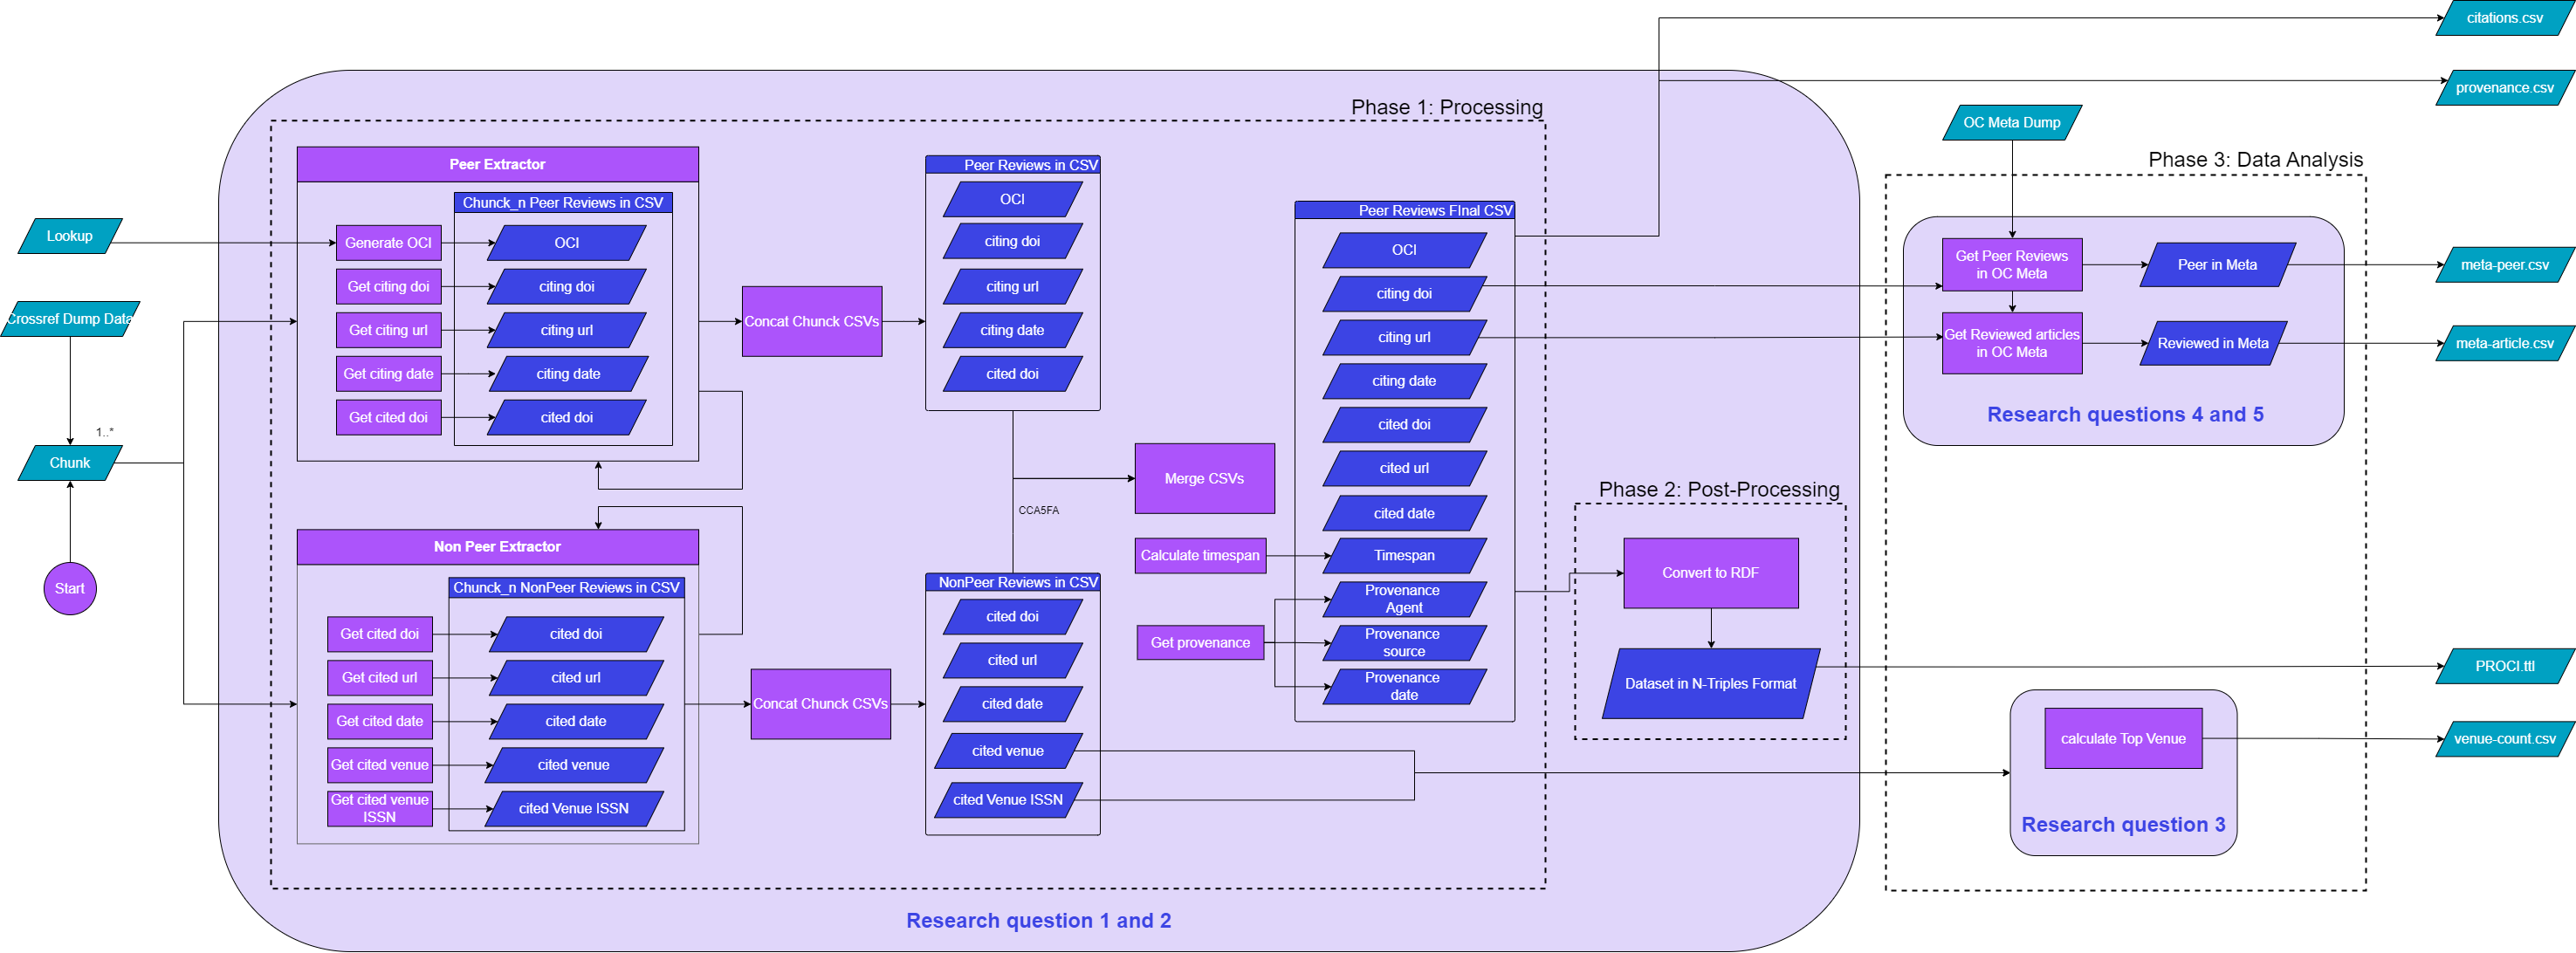 citations.csv
provenance.csv
Phase 1: Processing
OC Meta Dump
Phase 3: Data Analysis
Lookup
Crossref Dump Data
1..*
Chunk
Start
Peer Extractor
Chunck_n Peer Reviews in CSV
Generate OCI
OCI
Get citing doi
citing doi
Get citing url
citing url
Get citing date
citing date
Get cited doi
cited doi
Concat Chunck CSVs
Peer Reviews in CSV
OCI
citing doi
citing url
citing date
cited doi
Non Peer Extractor
Chunck_n NonPeer Reviews in CSV
Get cited doi
cited doi
Get cited url
cited url
Get cited date
cited date
Get cited venue
cited venue
Get cited venue
ISSN
cited Venue ISSN
Concat Chunck CSVs
CCA5FA
NonPeer Reviews in CSV
cited doi
cited url
cited date
cited venue
cited Venue ISSN
Merge CSVs
Calculate timespan
Get provenance
Peer Reviews FInal CSV
OCI
citing doi
citing url
citing date
cited doi
cited url
cited date
Timespan
Provenance
Agent
Provenance
source
Provenance
date
Phase 2: Post-Processing
Convert to RDF
Dataset in N-Triples Format
Research question 1 and 2
Get Peer Reviews
in OC Meta
Peer in Meta
Get Reviewed articles
in OC Meta
Reviewed in Meta
Research questions 4 and 5
calculate Top Venue
Research question 3
meta-peer.csv
meta-article.csv
PROCI.ttl
venue-count.csv